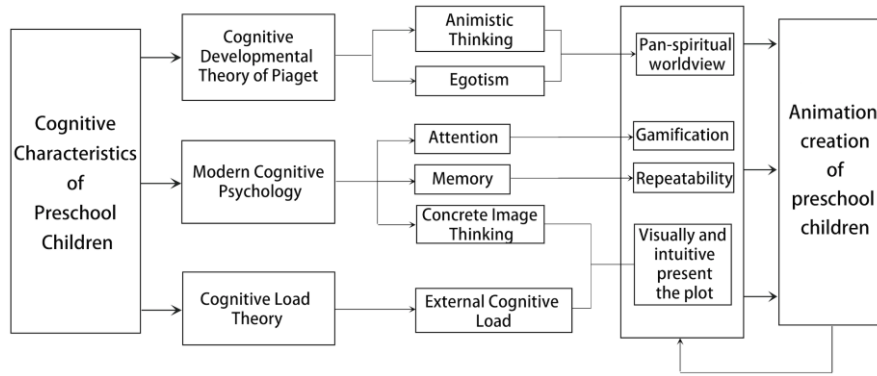 Cognitive
Characteristics
of
Preschool
Children
Cognitive
Developmental
Theory of Piaget
Modern Cognitive
Psychology
Cognitive Load
Theory
Animistic
Thinking
Egotism
Attention
Memory
Concrete Image
Thinking
External Cognitive
Load
Pan-spiritual
worldview
Gamification
Repeatability
Visually and
intuitive
present
the plot
Animation
creation
of
preschool
children